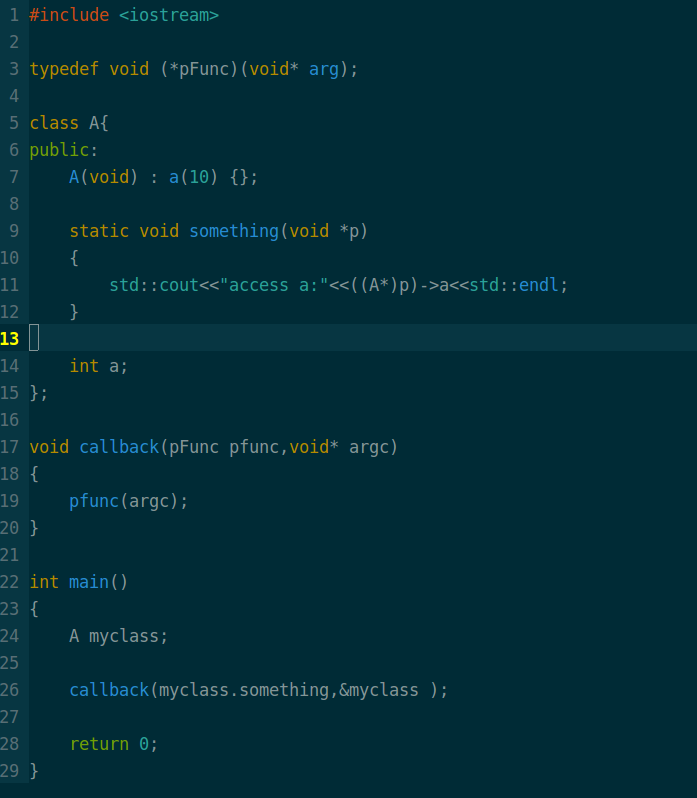 1 #include <iostream>
2
3 typedef void (*pFunc)(void* arg);
4
5 class A{
6 public:
7     A(void) : a(10) {};
8
9     static void something(void *p)
10     {
11         std::cout<<"access a:"<<((A*)p)->a<<std::endl;
12     }
13
14     int a;
15 };
16
17 void callback(pFunc pfunc,void* argc)
18 {
19     pfunc(argc);
20 }
21
22 int main()
23 {
24     A myclass;
25
26     callback(myclass.something,&myclass );
27
28     return 0;
29 }